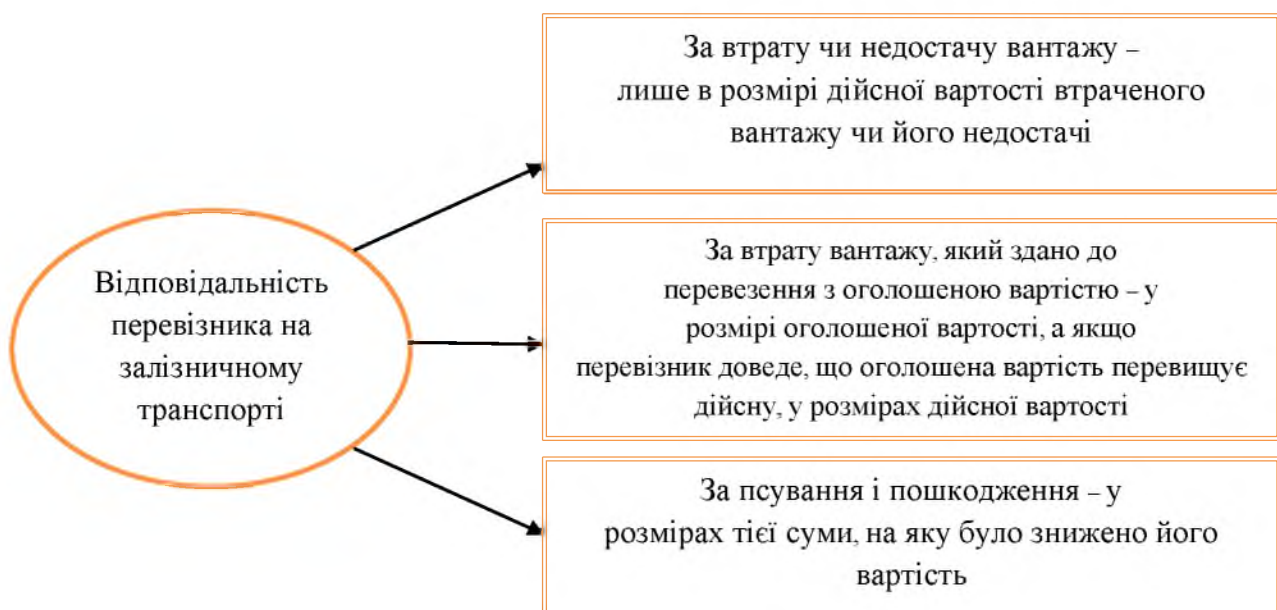 За втрату чи недостачу вантажу –
лише в розмірі дійсної вартості втраченого
вантажу чи його недостачі
Відповідальність
перевізника на
залізничному
транспорті
За втрату вантажу, який здано до
перевезення з оголошеною вартістю – у
розмірі оголошеної вартості, а якщо
перевізник доведе, що оголошена вартість перевищує
дійсну, у розмірах дійсної вартості
За псування і пошкодження – у
розмірах тієї суми, на яку було знижено його
вартість